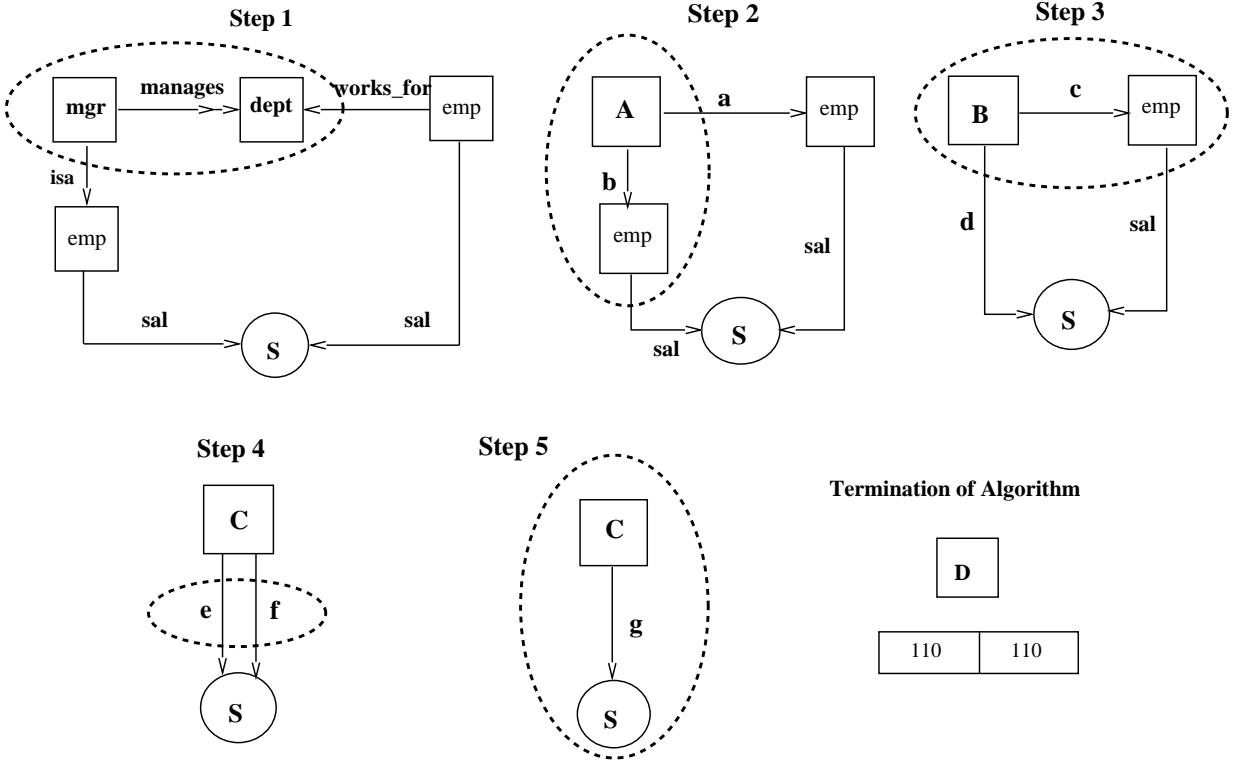 Step 1
Step 2
Step 3
mgr
manages
dept
works_for
emp
isa
emp
sal
S
sal
A
a
emp
b
emp
sal
sal
S
B
c
emp
d
sal
S
Step 4
C
e
f
S
Step 5
C
g
S
Termination of Algorithm
D
110
110